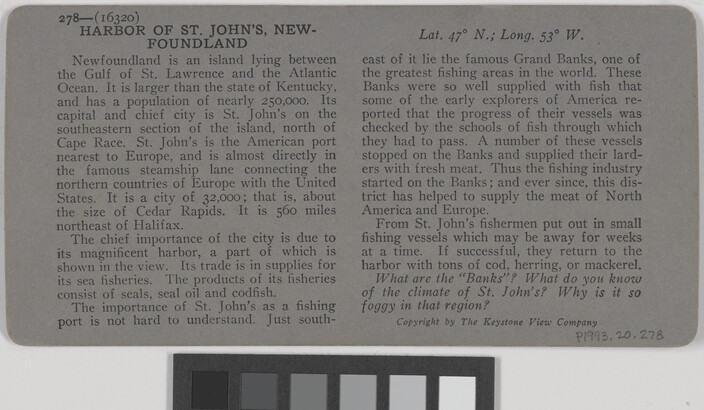 278—(16320)
HARBOR OF ST. JOHN'S, NEW-
FOUNDLAND
Newfoundland is an island lying between
the Gulf of St. Lawrence and the Atlantic
Ocean. It is larger than the state of Kentucky,
and has a population of nearly 250,000. Its
capital and chief city is St. John's on the
southeastern section of the island, north of
Cape Race. St. John's is the American port
nearest to Europe, and is almost directly in
the famous steamship lane connecting the
northern countries of Europe with the United
States. It is a city of 32,000; that is, about
the size of Cedar Rapids. It is 560 miles
northeast of Halifax.
The chief importance of the city is due to
its magnificent harbor, a part of which is
shown in the view. Its trade is in supplies for
its sea fisheries. The products of its fisheries
consist of seals, seal oil and codfish.
The importance of St. John's as a fishing
port is not hard to understand. Just south-
Lat. 47° N.; Long. 53° W.
east of it lie the famous Grand Banks, one of
the greatest fishing areas in the world. These
Banks were so well supplied with fish that
some of the early explorers of America re-
ported that the progress of their vessels was
checked by the schools of fish through which
they had to pass. A number of these vessels
stopped on the Banks and supplied their lard-
ers with fresh meat. Thus the fishing industry
started on the Banks; and ever since, this dis-
trict has helped to supply the meat of North
America and Europe.
From St. John's fishermen put out in small
fishing vessels which may be away for weeks
at a time. If successful, they return to the
harbor with tons of cod, herring, or mackerel.
What are the "Banks"? What do you know
of the climate of St. John's? Why is it so
foggy in that region?
Copyright by The Keystone View Company
P1993.20.278